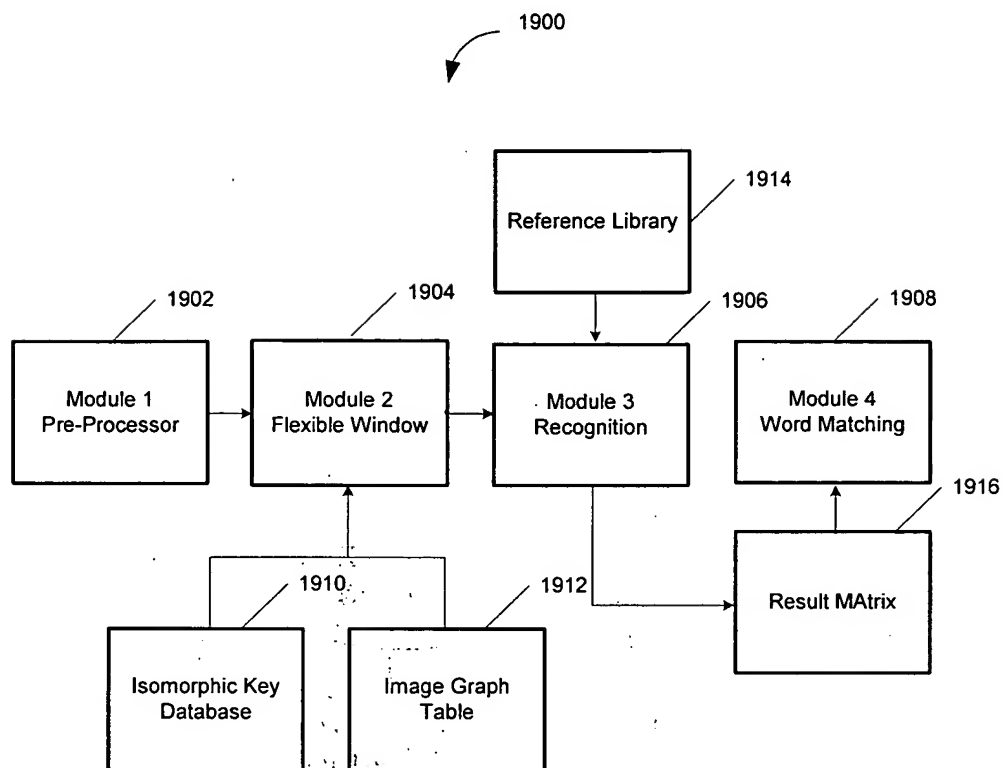 1900
1914
Reference Library
1902
1904
1906
1908
Module 1
Pre-Processor
Module 2
Flexible Window
Module 3
Recognition
Module 4
Word Matching
1916
1910
1912
Result MAtrix
Isomorphic Key
Database
Image Graph
Table